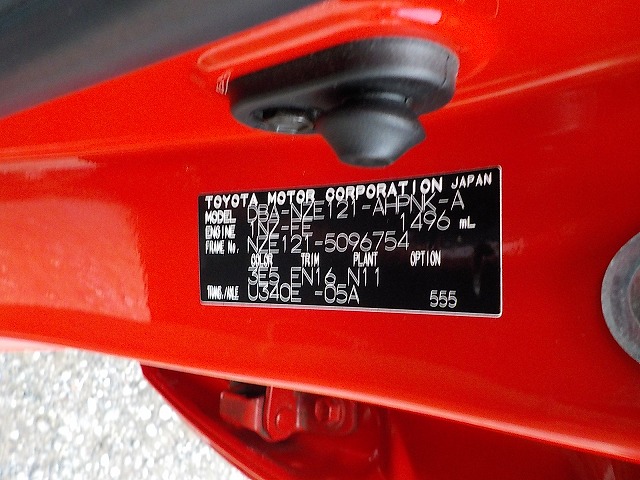 TOYOTA MOTOR CORPORATION JAPAN
MODEL DBA-NZE121-AHPNK-A
ENGINE 1NZ-FE 1496 mL
FRAME No. NZE121-5096754
COLOR TRIM PLANT OPTION
3E5 FN16 N11
TRANS./AXLE U340E -05A 555